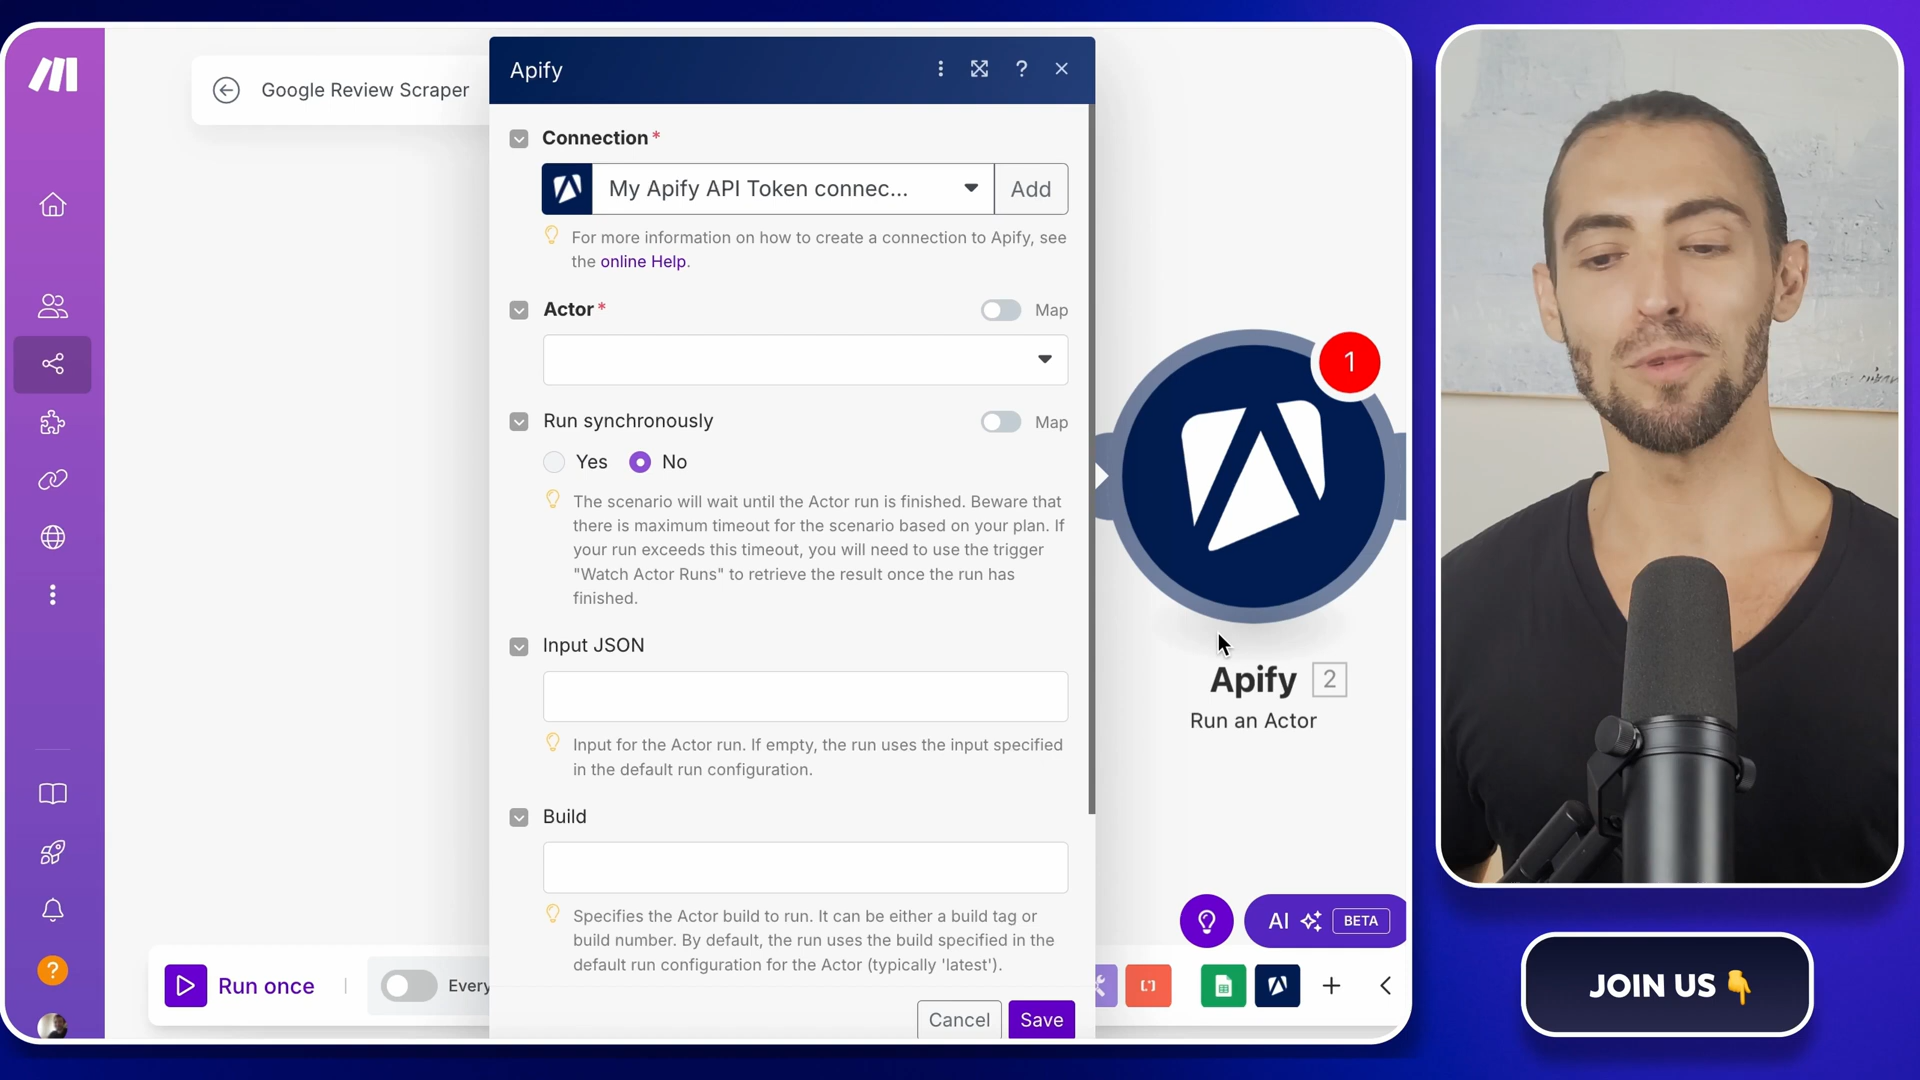 Google Review Scraper
Apify
?
Connection *
My Apify API Token connec...
Add
For more information on how to create a connection to Apify, see
the online Help.
Actor *
Map
Run synchronously
Map
Yes
No
The scenario will wait until the Actor run is finished. Beware that
there is maximum timeout for the scenario based on your plan. If
your run exceeds this timeout, you will need to use the trigger
"Watch Actor Runs" to retrieve the result once the run has
finished.
Input JSON
Input for the Actor run. If empty, the run uses the input specified
in the default run configuration.
Build
Specifies the Actor build to run. It can be either a build tag or
build number. By default, the run uses the build specified in the
default run configuration for the Actor (typically 'latest').
Cancel
Save
1
Apify 2
Run an Actor
AI BETA
?
Run once
Every
JOIN US 👇